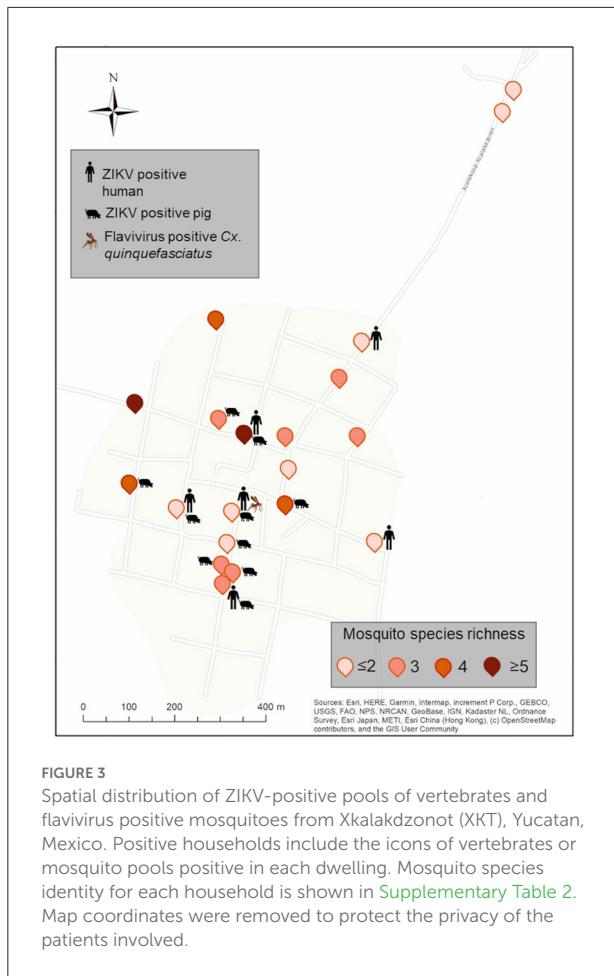 N
ZIKV positive
human
ZIKV positive pig
Flavivirus positive Cx.
quinquefasciatus
Xkalakdzonot
Mosquito species richness
≤2 3 4 ≥5
0 100 200 400 m
Sources: Esri, HERE, Garmin, Intermap, increment P Corp., GEBCO,
USGS, FAO, NPS, NRCAN, GeoBase, IGN, Kadaster NL, Ordnance
Survey, Esri Japan, METI, Esri China (Hong Kong), (c) OpenStreetMap
contributors, and the GIS User Community
FIGURE 3
Spatial distribution of ZIKV-positive pools of vertebrates and
flavivirus positive mosquitoes from Xkalakdzonot (XKT), Yucatan,
Mexico. Positive households include the icons of vertebrates or
mosquito pools positive in each dwelling. Mosquito species
identity for each household is shown in Supplementary Table 2.
Map coordinates were removed to protect the privacy of the
patients involved.